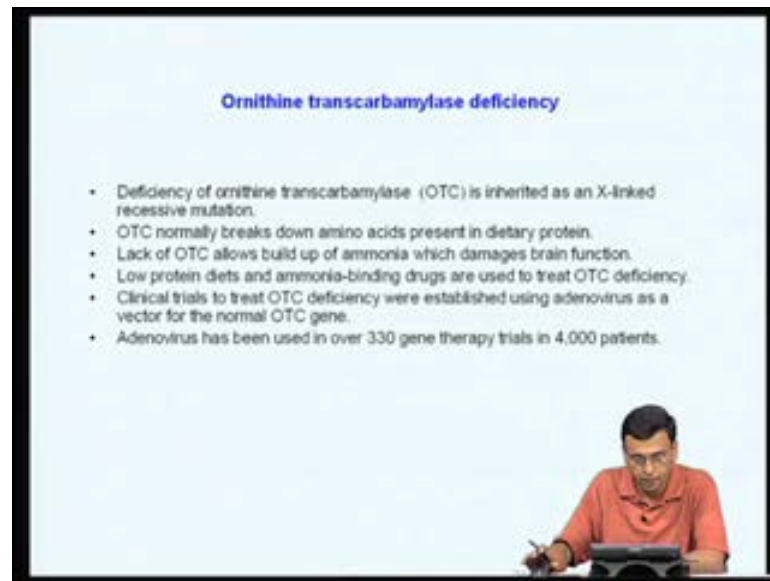 Ornithine transcarbamylase deficiency
• Deficiency of ornithine transcarbamylase (OTC) is inherited as an X-linked
recessive mutation.
• OTC normally breaks down amino acids present in dietary protein.
• Lack of OTC allows build up of ammonia which damages brain function.
• Low protein diets and ammonia-binding drugs are used to treat OTC deficiency.
• Clinical trials to treat OTC deficiency were established using adenovirus as a
vector for the normal OTC gene.
• Adenovirus has been used in over 330 gene therapy trials in 4,000 patients.